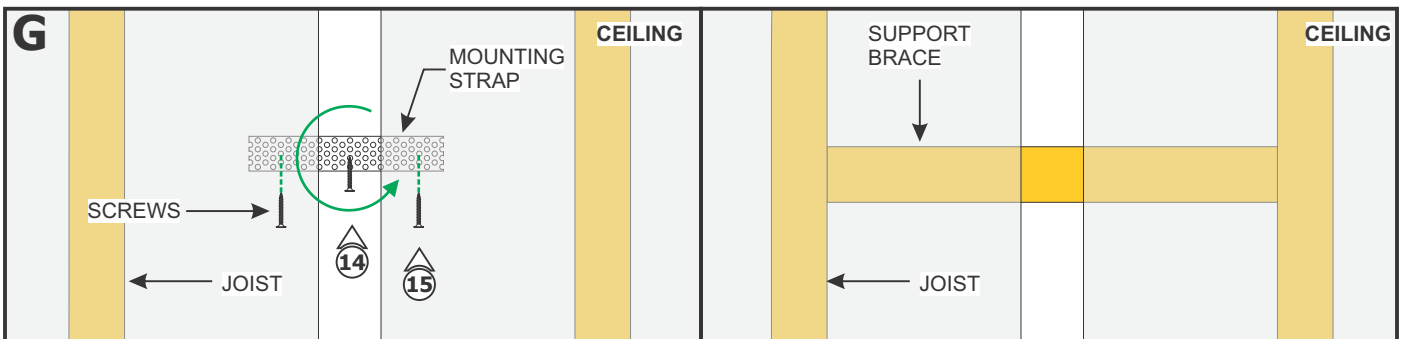 G
CEILING
MOUNTING
STRAP
SCREWS
14
15
JOIST
CEILING
SUPPORT
BRACE
JOIST